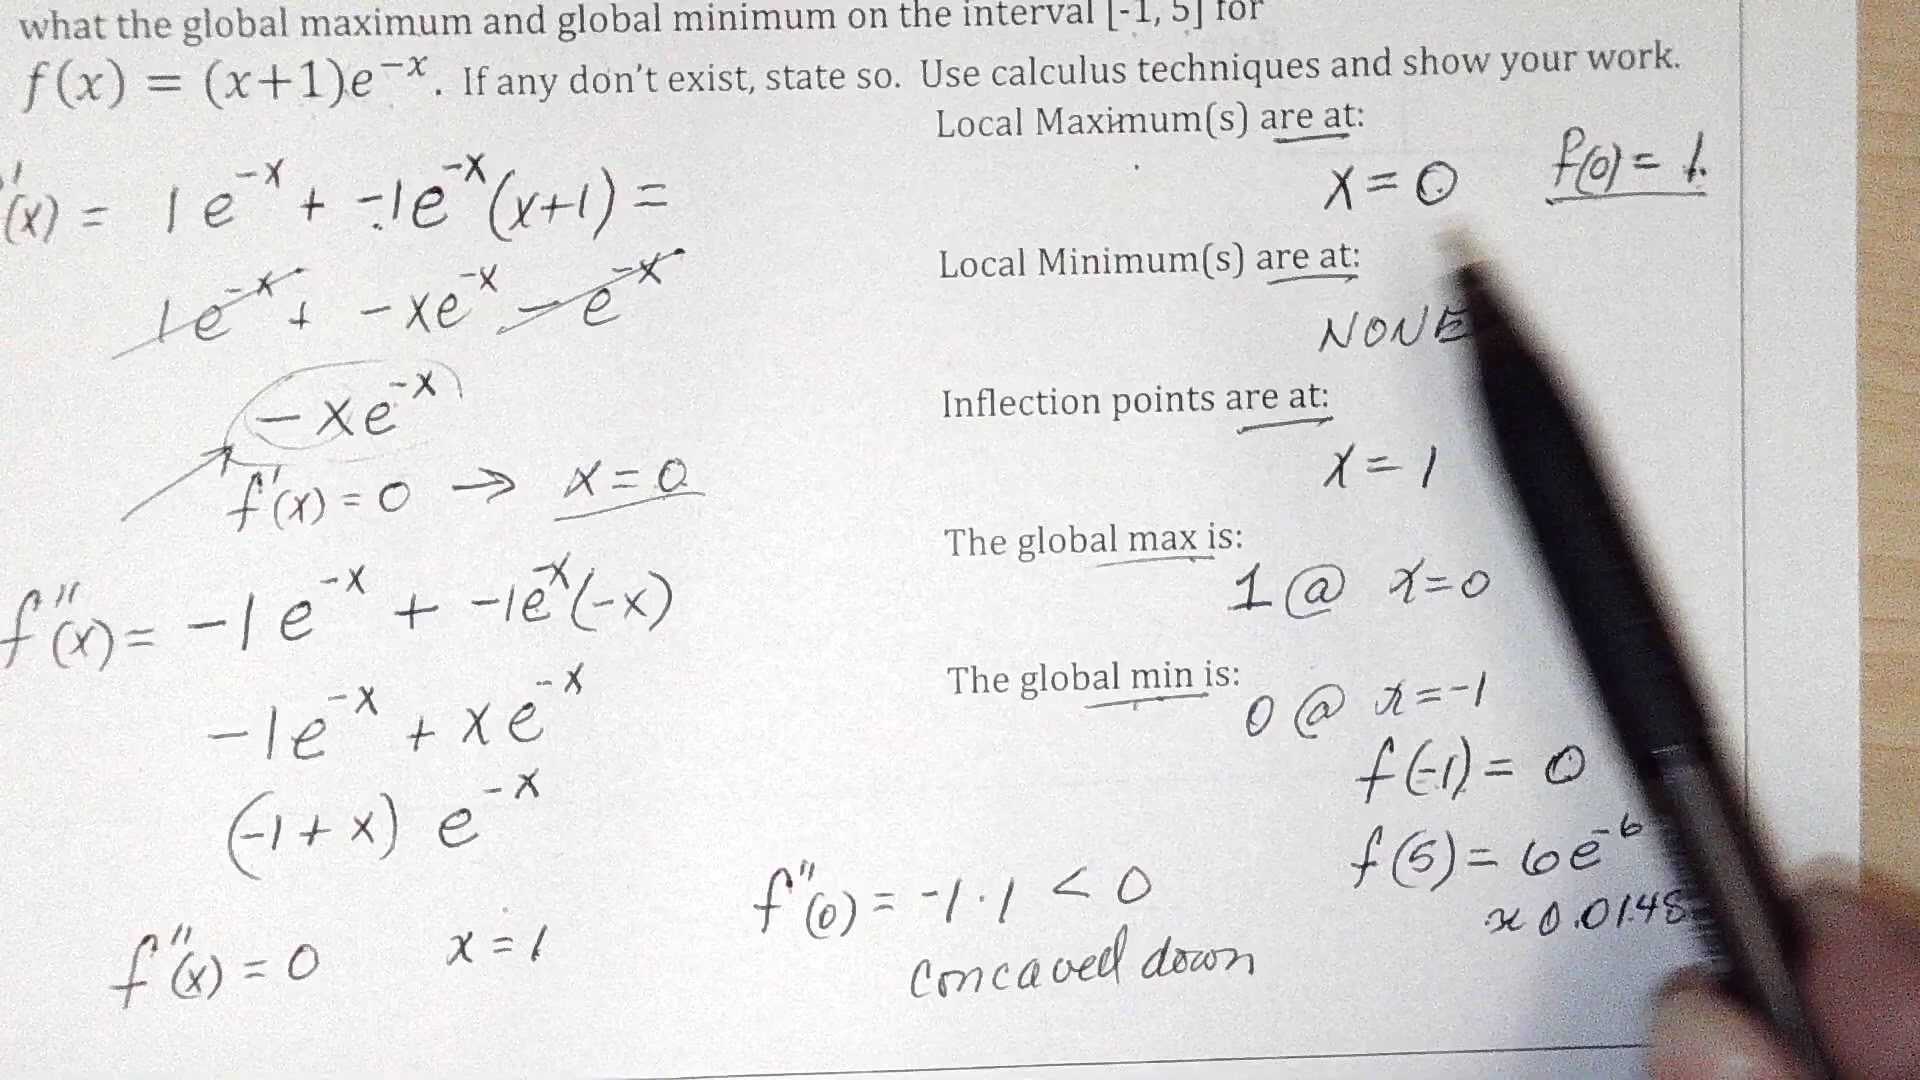 what the global maximum and global minimum on the interval [-1, 5] for
f(x) = (x+1)e^{-x}. If any don't exist, state so. Use calculus techniques and show your work.
'(x) = 1e^{-x} + -1e^{-x}(x+1) =
1e^{-x} + -xe^{-x} - e^{-x}
-xe^{-x}
f'(x) = 0 → x = 0
f''(x) = -1e^{-x} + -1e^{-x}(-x)
-1e^{-x} + xe^{-x}
(-1+x) e^{-x}
f''(x) = 0 x = 1
f''(0) = -1·1 < 0
concaved down
Local Maximum(s) are at:
x = 0 f(0) = 1
Local Minimum(s) are at:
NONE
Inflection points are at:
x = 1
The global max is:
1 @ x = 0
The global min is:
0 @ x = -1
f(-1) = 0
f(5) = 6e^{-6}
≈ 0.0148